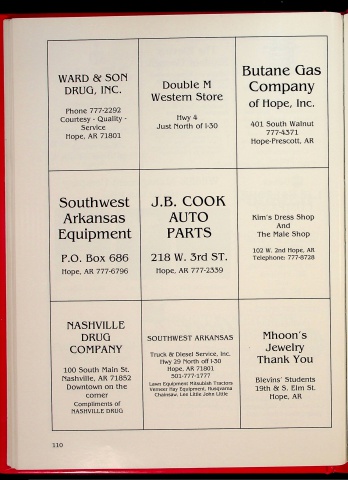 WARD & SON
DRUG, INC.
Phone 777-2292
Courtesy - Quality -
Service
Hope, AR 71801
Double M
Western Store
Hwy 4
Just North of I-30
Butane Gas
Company
of Hope, Inc.
401 South Walnut
777-4371
Hope-Prescott, AR
Southwest
Arkansas
Equipment
P.O. Box 686
Hope, AR 777-6796
J.B. COOK
AUTO
PARTS
218 W. 3rd ST.
Hope, AR 777-2339
Kim's Dress Shop
And
The Male Shop
102 W. 2nd Hope, AR
Telephone: 777-8728
NASHVILLE
DRUG
COMPANY
100 South Main St.
Nashville, AR 71852
Downtown on the
corner
Compliments of
NASHVILLE DRUG
SOUTHWEST ARKANSAS
Truck & Diesel Service, Inc.
Hwy 29 North off I-30
Hope, AR 71801
501-777-1777
Lawn Equipment Mitsubish Tractors
Vermeer Hay Equipment, Husqvarna
Chainsaw, Lee Little John Little
Mhoon's
Jewelry
Thank You
Blevins' Students
19th & S. Elm St.
Hope, AR
110